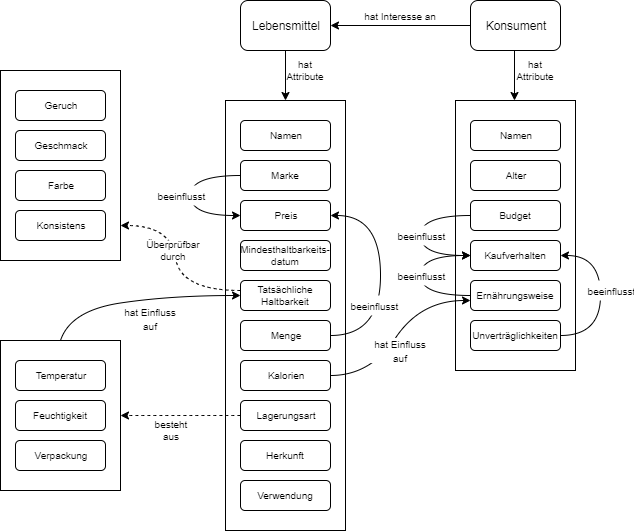 Lebensmittel
hat Interesse an
Konsument
hat
Attribute
hat
Attribute
Geruch
Geschmack
Farbe
Konsistens
Namen
Marke
beeinflusst
Preis
Mindesthaltbarkeits-
datum
Überprüfbar
durch
Tatsächliche
Haltbarkeit
hat Einfluss
auf
Menge
beeinflusst
Kalorien
hat Einfluss
auf
Lagerungsart
besteht
aus
Herkunft
Verwendung
Temperatur
Feuchtigkeit
Verpackung
Namen
Alter
Budget
beeinflusst
Kaufverhalten
beeinflusst
Ernährungsweise
beeinflusst
Unverträglichkeiten